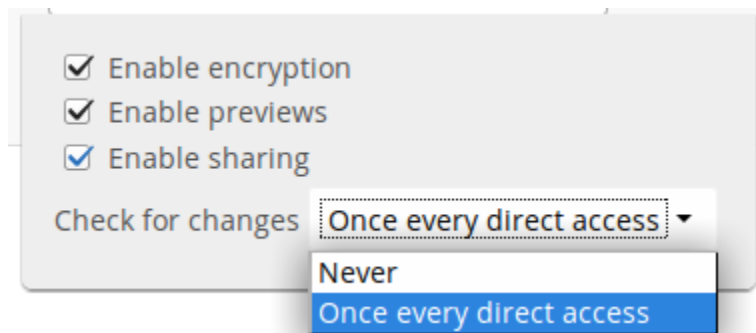 Enable encryption
Enable previews
Enable sharing
Check for changes Once every direct access
Never
Once every direct access